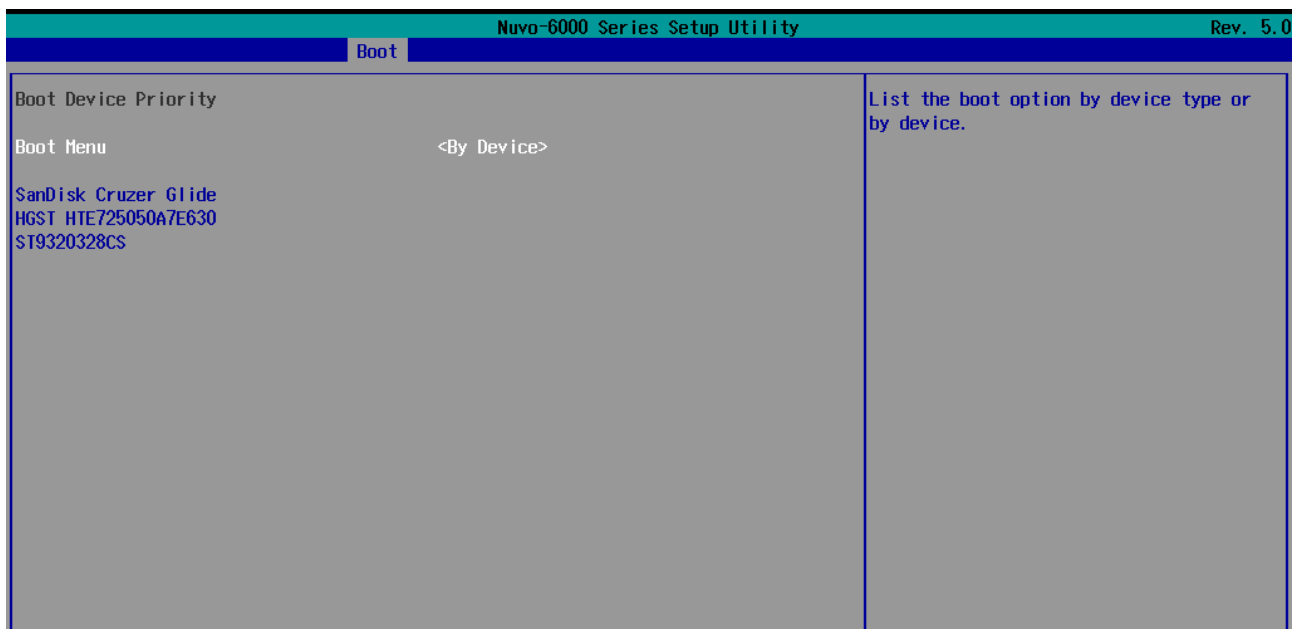 Nuvo-6000 Series Setup Utility Rev. 5.0
Boot
Boot Device Priority
Boot Menu <By Device>
SanDisk Cruzer Glide
HGST HTE725050A7E630
ST9320328CS
List the boot option by device type or
by device.